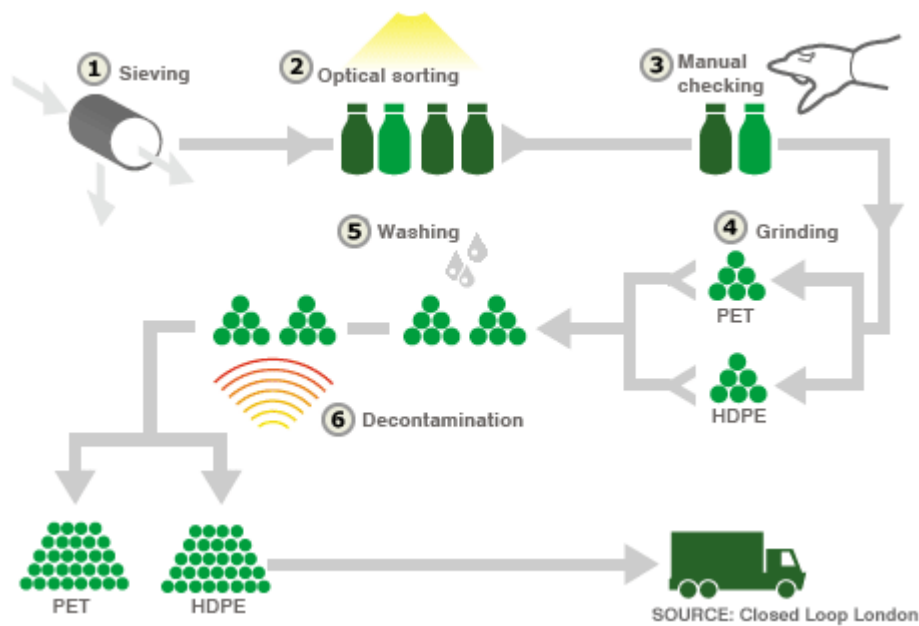 1 Sieving
2 Optical sorting
3 Manual
checking
4 Grinding
PET
HDPE
5 Washing
6 Decontamination
PET
HDPE
SOURCE: Closed Loop London